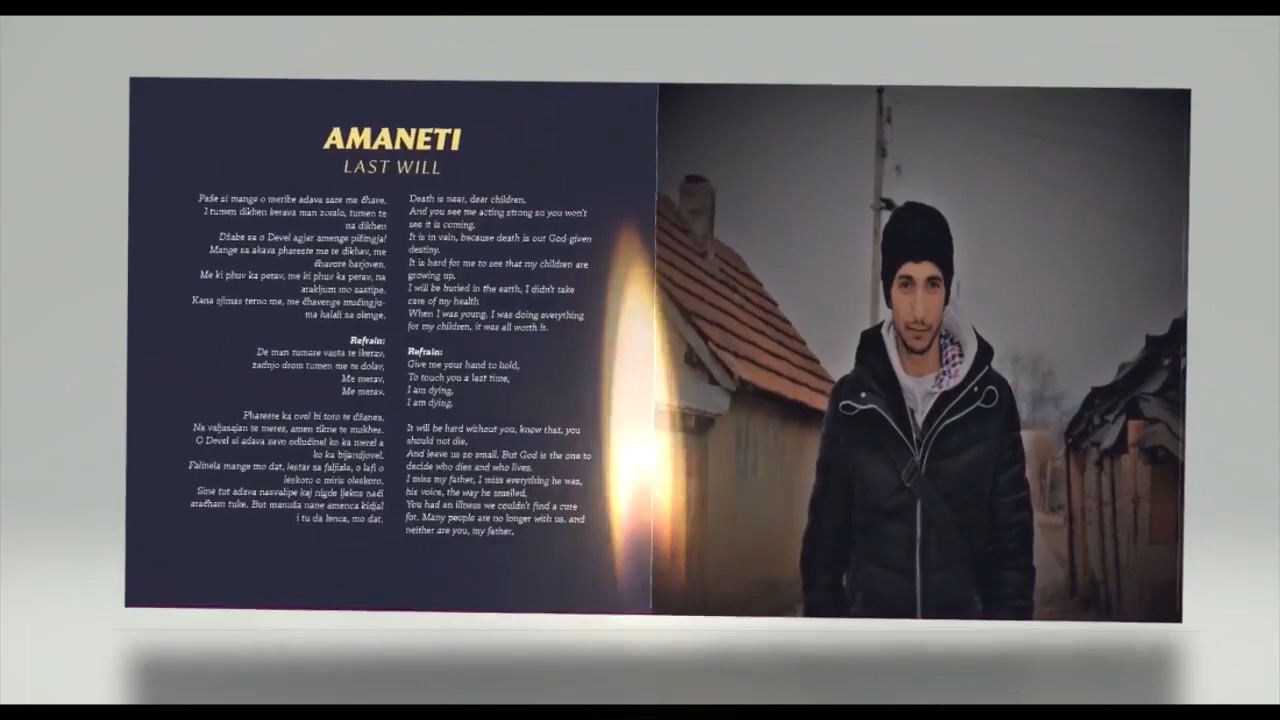 AMANETI
LAST WILL
Paše si mange o meribe adava sare me čhave.
I tumen dikhen kerava man zoralo, tumen te
na dikhen
Džabe sa o Devel agjer amenge pišingja!
Mange sa akava phareste me te dikhav, me
čhavore barjoven.
Me ki phuv ka perav, me ki phuv ka perav, na
arakljum mo sastipe.
Kana sjimas terno me, me čhavenge mučingju-
ma halali sa olenge.
Refrain:
De man tumare vasta te ikerav,
zadnjo drom tumen me te dolav,
Me merav,
Me merav.
Phareste ka ovel bi toro te džanes.
Na valjasajan te meres, amen tikne te mukhes.
O Devel si adava savo odlučinel ko ka merel a
ko ka bijandjovel.
Falinela mange mo dat, lestar sa faljizla, o lafi o
leskoro o miris oleskoro.
Sine tut adava nasvalipe kaj nigde ljekos načl
aračham tuke. But manuša nane amenca kidjal
i tu da lenca, mo dat.
Death is near, dear children.
And you see me acting strong so you won't
see it is coming.
It is in vain, because death is our God-given
destiny.
It is hard for me to see that my children are
growing up.
I will be buried in the earth, I didn't take
care of my health
When I was young. I was doing everything
for my children, it was all worth it.
Refrain:
Give me your hand to hold,
To touch you a last time,
I am dying,
I am dying.
It will be hard without you, know that, you
should not die.
And leave us so small. But God is the one to
decide who dies and who lives.
I miss my father, I miss everything he was,
his voice, the way he smelled.
You had an illness we couldn't find a cure
for. Many people are no longer with us, and
neither are you, my father.